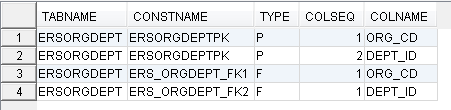 TABNAME CONSTNAME TYPE COLSEQ COLNAME
1 ERSORGDEPT ERSORGDEPTPK P 1 ORG_CD
2 ERSORGDEPT ERSORGDEPTPK P 2 DEPT_ID
3 ERSORGDEPT ERS_ORGDEPT_FK1 F 1 ORG_CD
4 ERSORGDEPT ERS_ORGDEPT_FK2 F 1 DEPT_ID